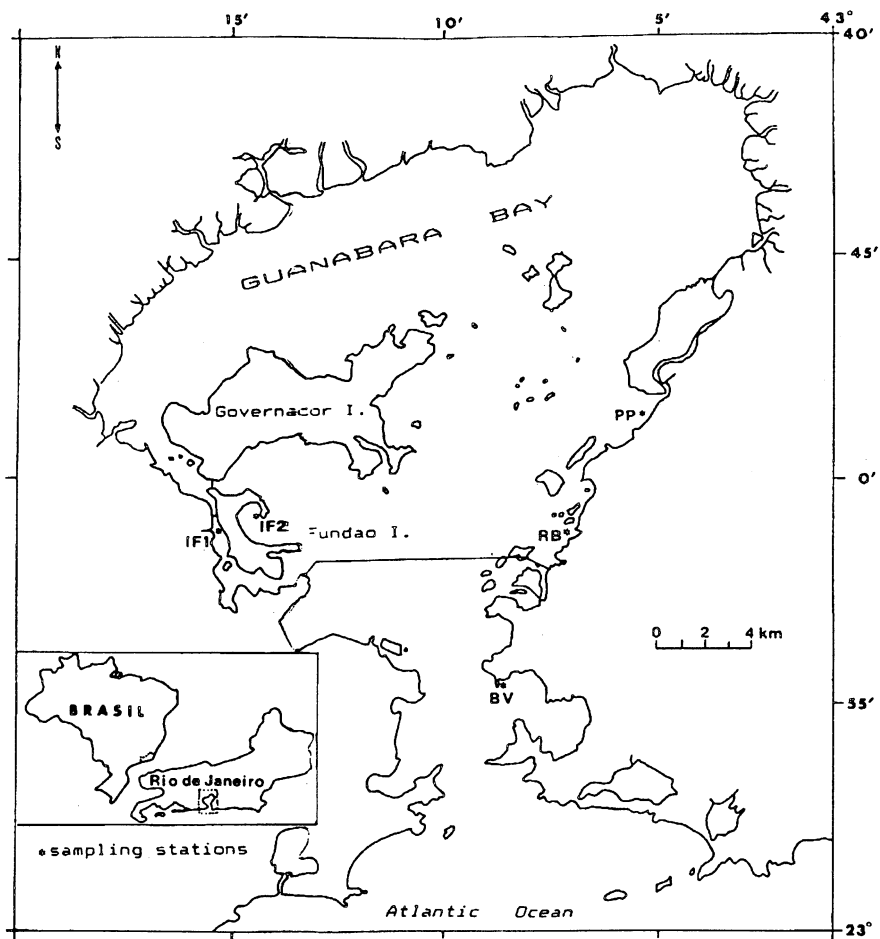 15' 10' 5' 43°
40'
N
S
GUANABARA BAY
45'
Governador I.
PP*
0'
IF1 *IF2 Fundao I.
RB*
0 2 4 km
BV
55'
BRASIL
Rio de Janeiro
*sampling stations
Atlantic Ocean
23°